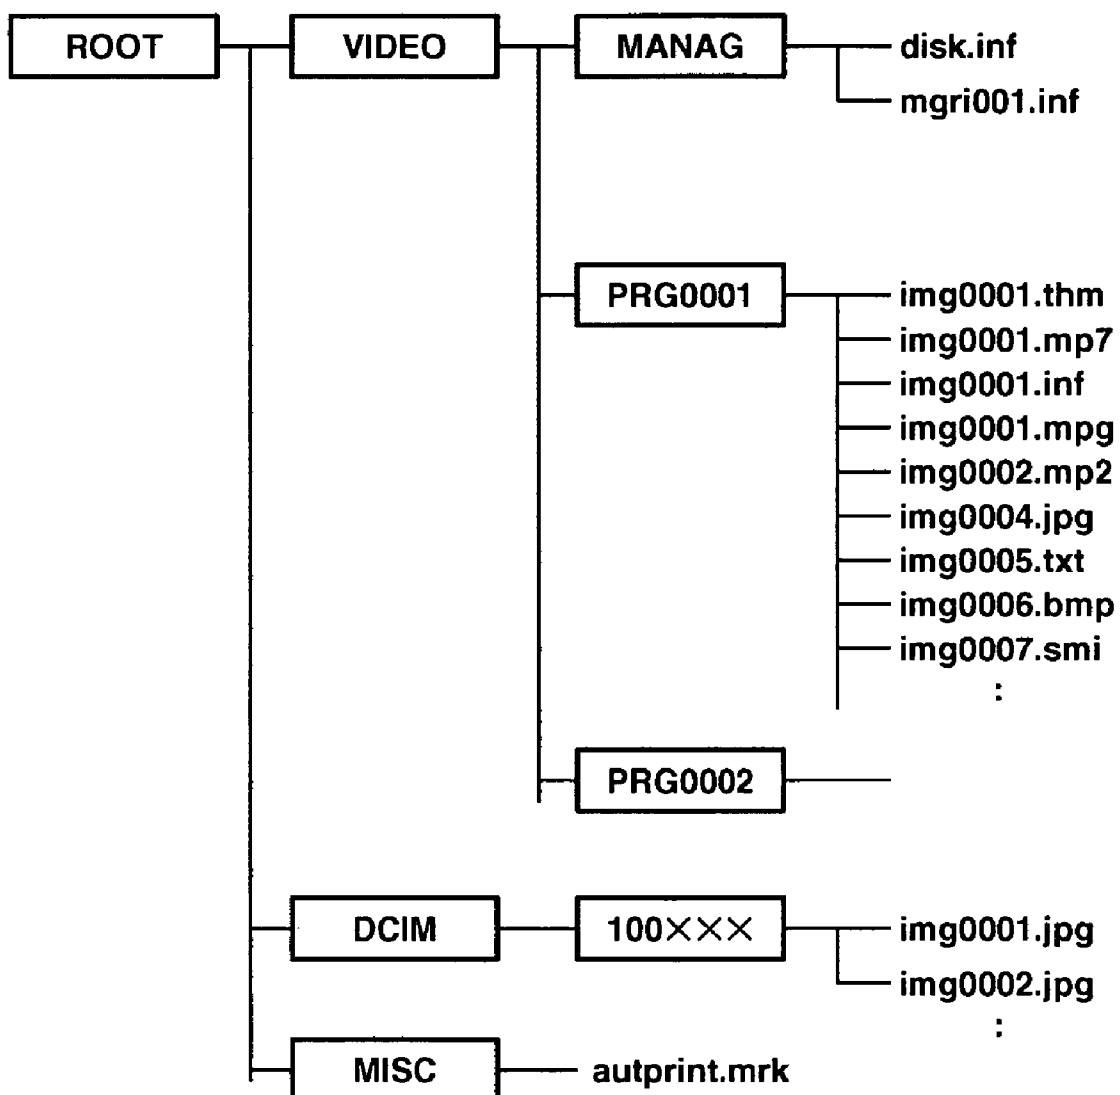 ROOT VIDEO MANAG disk.inf
mgri001.inf
PRG0001 img0001.thm
img0001.mp7
img0001.inf
img0001.mpg
img0002.mp2
img0004.jpg
img0005.txt
img0006.bmp
img0007.smi
:
PRG0002
DCIM 100××× img0001.jpg
img0002.jpg
:
MISC autprint.mrk